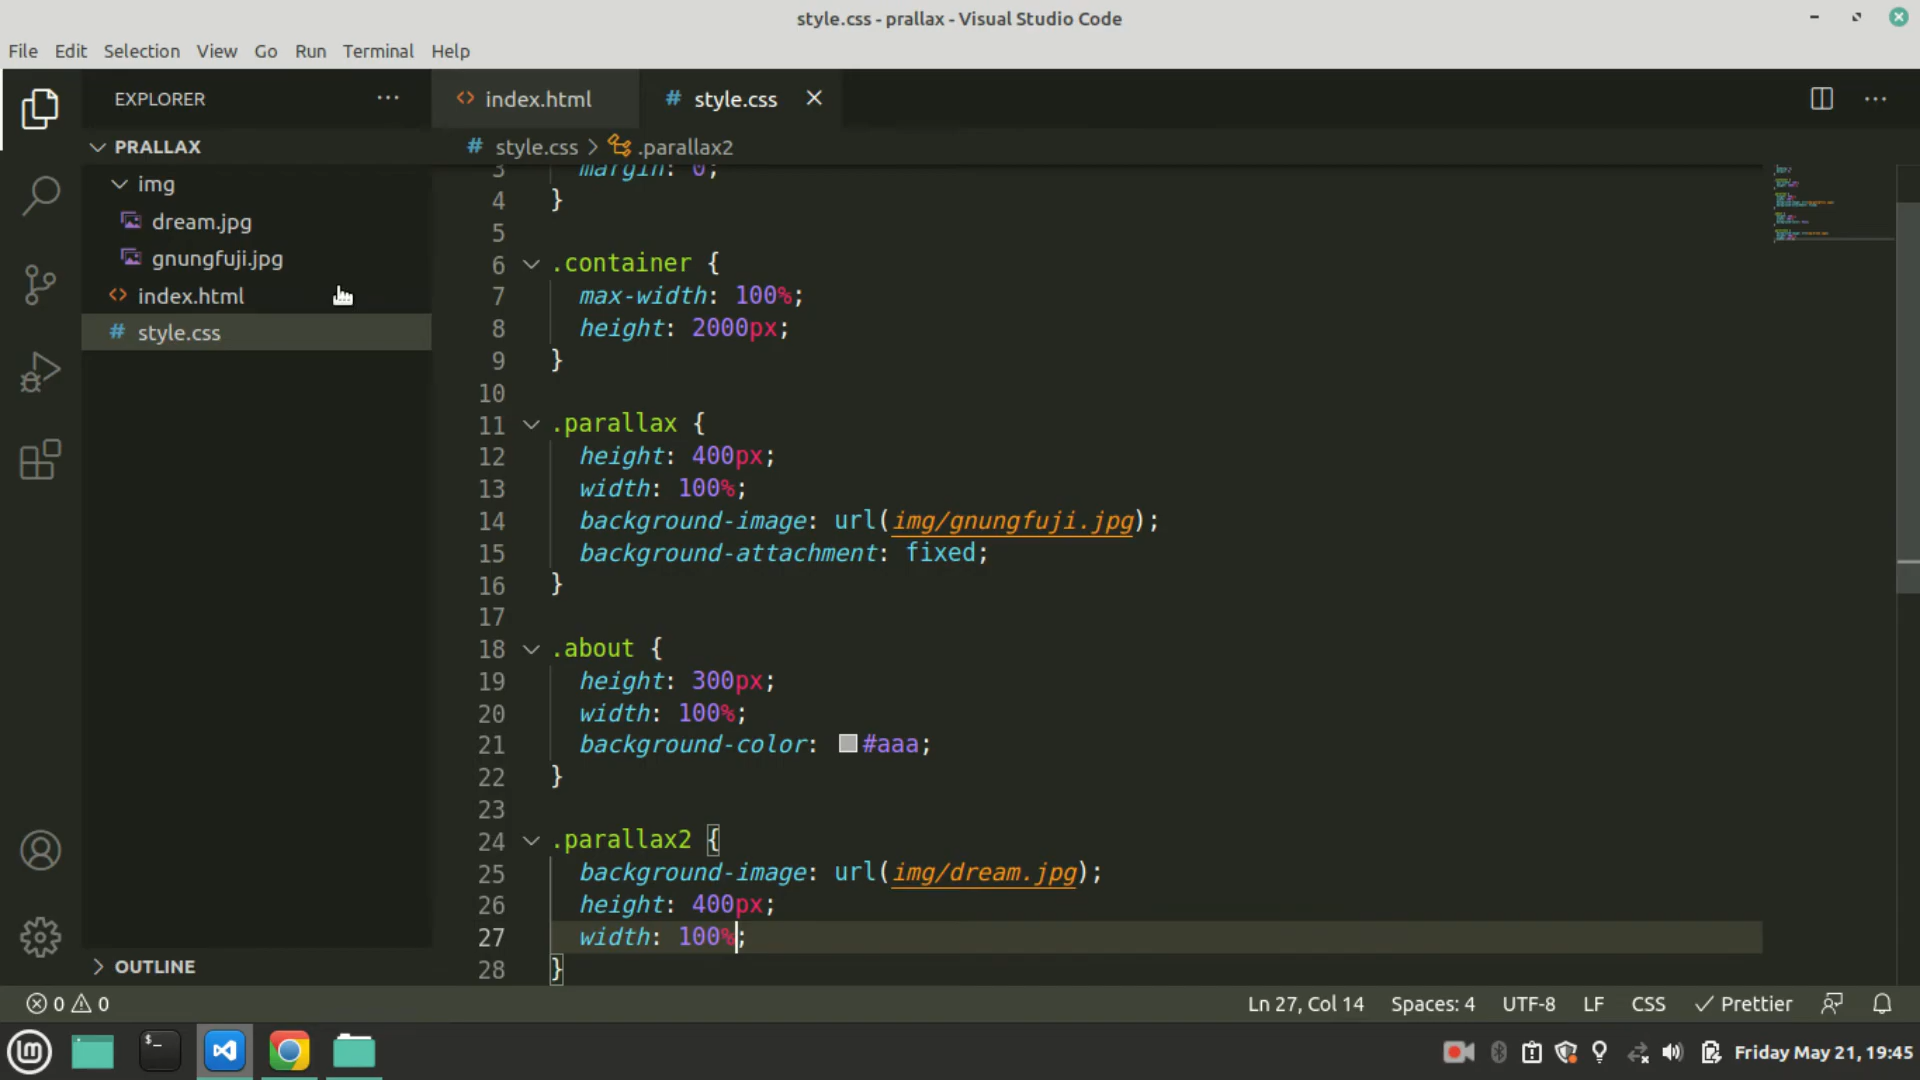 style.css - prallax - Visual Studio Code
File Edit Selection View Go Run Terminal Help
EXPLORER
PRALLAX
img
dream.jpg
gnungfuji.jpg
index.html
style.css
OUTLINE
index.html
style.css
style.css > .parallax2
3 margin: 0;
4 }
5
6 .container {
7 max-width: 100%;
8 height: 2000px;
9 }
10
11 .parallax {
12 height: 400px;
13 width: 100%;
14 background-image: url(img/gnungfuji.jpg);
15 background-attachment: fixed;
16 }
17
18 .about {
19 height: 300px;
20 width: 100%;
21 background-color: #aaa;
22 }
23
24 .parallax2 {
25 background-image: url(img/dream.jpg);
26 height: 400px;
27 width: 100%;
28 }
0 0 Ln 27, Col 14 Spaces: 4 UTF-8 LF CSS Prettier
Friday May 21, 19:45